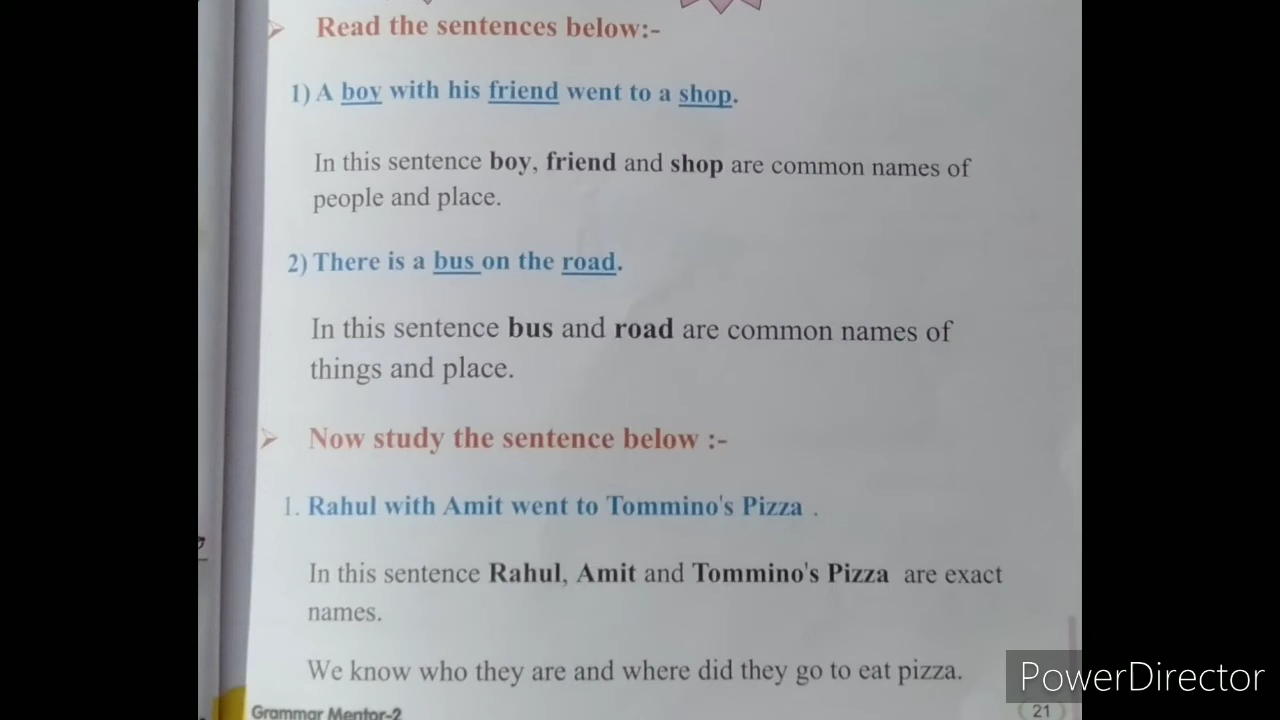 ➢ Read the sentences below:-
1) A boy with his friend went to a shop.
In this sentence boy, friend and shop are common names of
people and place.
2) There is a bus on the road.
In this sentence bus and road are common names of
things and place.
➢ Now study the sentence below :-
1. Rahul with Amit went to Tommino's Pizza .
In this sentence Rahul, Amit and Tommino's Pizza are exact
names.
We know who they are and where did they go to eat pizza.
PowerDirector
Grammar Mentor-2
21